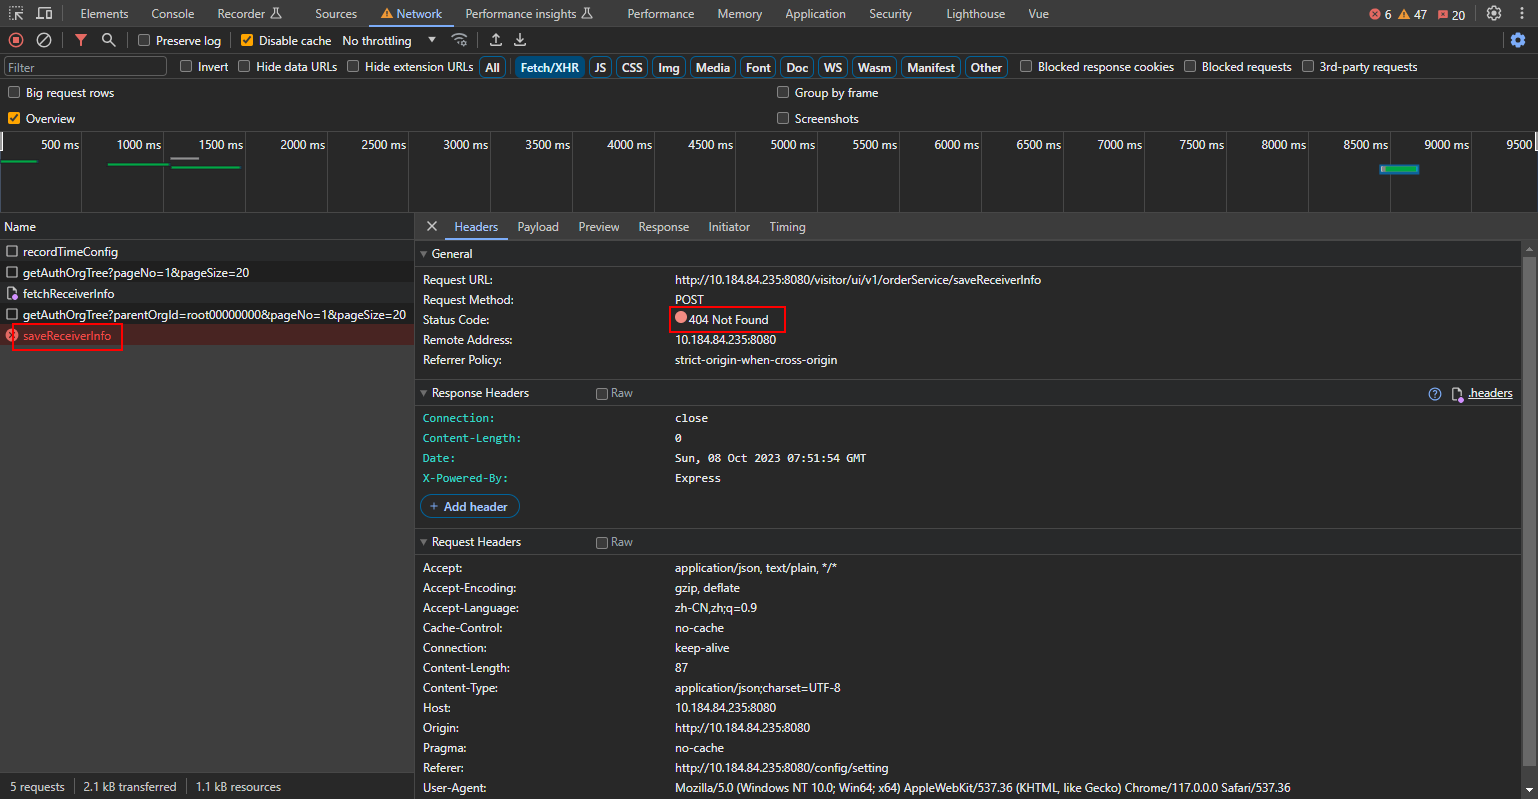 Elements Console Recorder Sources Network Performance insights Performance Memory Application Security Lighthouse Vue 6 47 20
Preserve log Disable cache No throttling
Filter Invert Hide data URLs Hide extension URLs All Fetch/XHR JS CSS Img Media Font Doc WS Wasm Manifest Other Blocked response cookies Blocked requests 3rd-party requests
Big request rows Group by frame
Overview Screenshots
500 ms 1000 ms 1500 ms 2000 ms 2500 ms 3000 ms 3500 ms 4000 ms 4500 ms 5000 ms 5500 ms 6000 ms 6500 ms 7000 ms 7500 ms 8000 ms 8500 ms 9000 ms 9500
Name
recordTimeConfig
getAuthOrgTree?pageNo=1&pageSize=20
fetchReceiverInfo
getAuthOrgTree?parentOrgId=root00000000&pageNo=1&pageSize=20
saveReceiverInfo
5 requests 2.1 kB transferred 1.1 kB resources
Headers Payload Preview Response Initiator Timing
General
Request URL: http://10.184.84.235:8080/visitor/ui/v1/orderService/saveReceiverInfo
Request Method: POST
Status Code: 404 Not Found
Remote Address: 10.184.84.235:8080
Referrer Policy: strict-origin-when-cross-origin
Response Headers Raw .headers
Connection: close
Content-Length: 0
Date: Sun, 08 Oct 2023 07:51:54 GMT
X-Powered-By: Express
+ Add header
Request Headers Raw
Accept: application/json, text/plain, */*
Accept-Encoding: gzip, deflate
Accept-Language: zh-CN,zh;q=0.9
Cache-Control: no-cache
Connection: keep-alive
Content-Length: 87
Content-Type: application/json;charset=UTF-8
Host: 10.184.84.235:8080
Origin: http://10.184.84.235:8080
Pragma: no-cache
Referer: http://10.184.84.235:8080/config/setting
User-Agent: Mozilla/5.0 (Windows NT 10.0; Win64; x64) AppleWebKit/537.36 (KHTML, like Gecko) Chrome/117.0.0.0 Safari/537.36